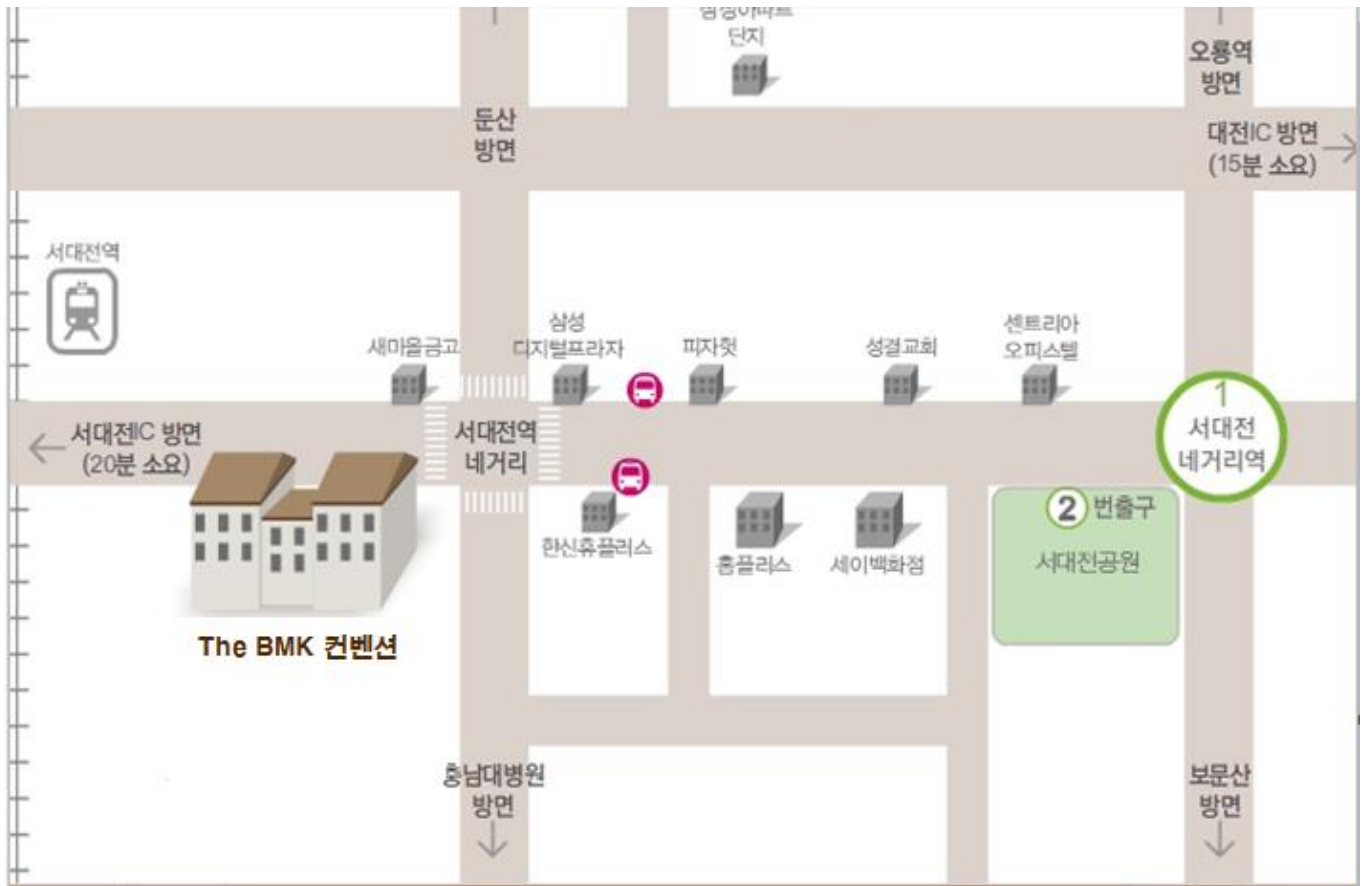 삼성아파트
단지
오룡역
방면
둔산
방면
대전IC 방면
(15분 소요)
서대전역
새마을금고
삼성
디지털프라자
피자헛
성결교회
센트리아
오피스텔
서대전IC 방면
(20분 소요)
서대전역
네거리
1
서대전
네거리역
한신휴플러스
홈플러스
세이백화점
2 번출구
서대전공원
The BMK 컨벤션
충남대병원
방면
보문산
방면